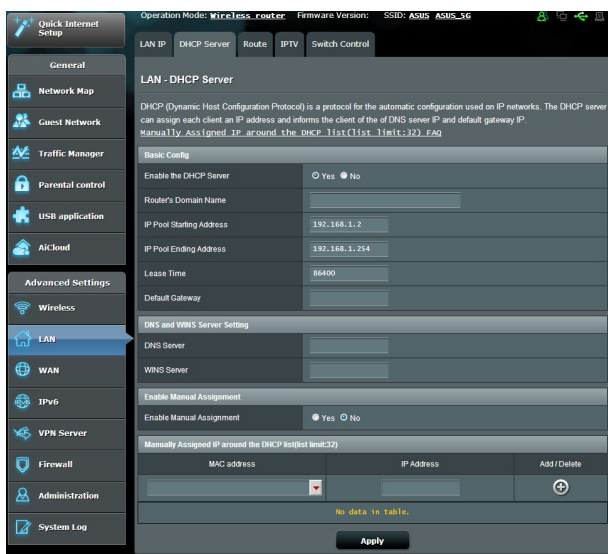 Operation Mode: Wireless router Firmware Version: SSID: ASUS ASUS_5G
Quick Internet Setup
LAN IP DHCP Server Route IPTV Switch Control
General
Network Map
Guest Network
Traffic Manager
Parental control
USB application
AiCloud
Advanced Settings
Wireless
LAN
WAN
IPv6
VPN Server
Firewall
Administration
System Log
LAN - DHCP Server
DHCP (Dynamic Host Configuration Protocol) is a protocol for the automatic configuration used on IP networks. The DHCP server
can assign each client an IP address and informs the client of the of DNS server IP and default gateway IP.
Manually Assigned IP around the DHCP list(list limit:32) FAQ
Basic Config
Enable the DHCP Server Yes No
Router's Domain Name
IP Pool Starting Address 192.168.1.2
IP Pool Ending Address 192.168.1.254
Lease Time 86400
Default Gateway
DNS and WINS Server Setting
DNS Server
WINS Server
Enable Manual Assignment
Enable Manual Assignment Yes No
Manually Assigned IP around the DHCP list(list limit:32)
MAC address IP Address Add / Delete
No data in table.
Apply